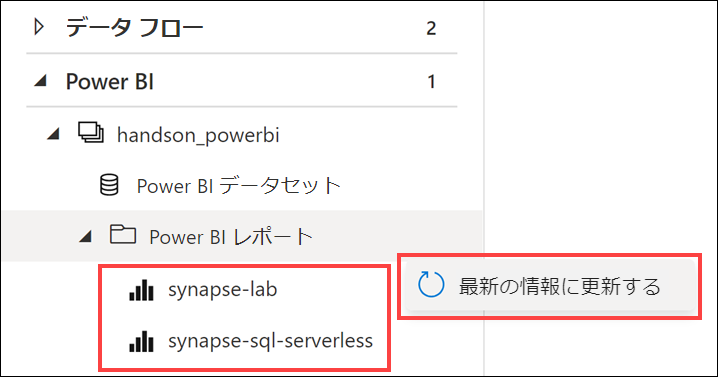 データ フロー 2
Power BI 1
handson_powerbi
Power BI データセット
Power BI レポート
synapse-lab
最新の情報に更新する
synapse-sql-serverless